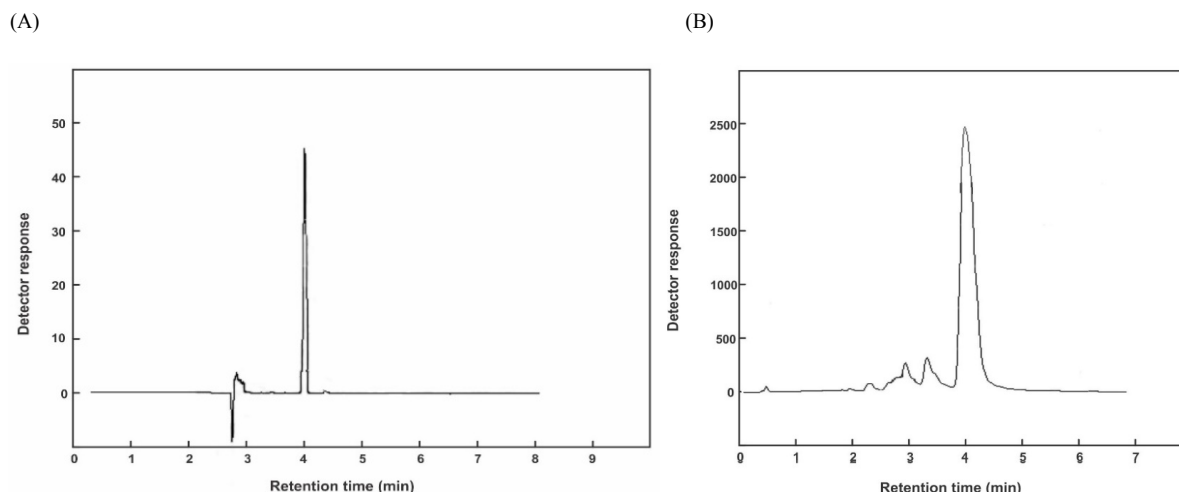 (A)
(B)
50
40
30
20
10
0
Detector response
0 1 2 3 4 5 6 7 8 9
Retention time (min)
2500
2000
1500
1000
500
0
Detector response
0 1 2 3 4 5 6 7
Retention time (min)